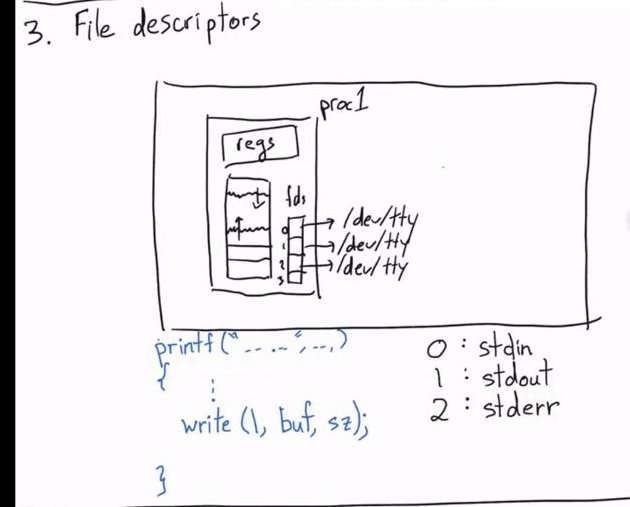 3. File descriptors
proc1
regs
fds
0 → /dev/tty
1 → /dev/tty
2 → /dev/tty
3
printf ("... ...", ...,)
{
⋮
write (1, buf, sz);
}
0 : stdin
1 : stdout
2 : stderr